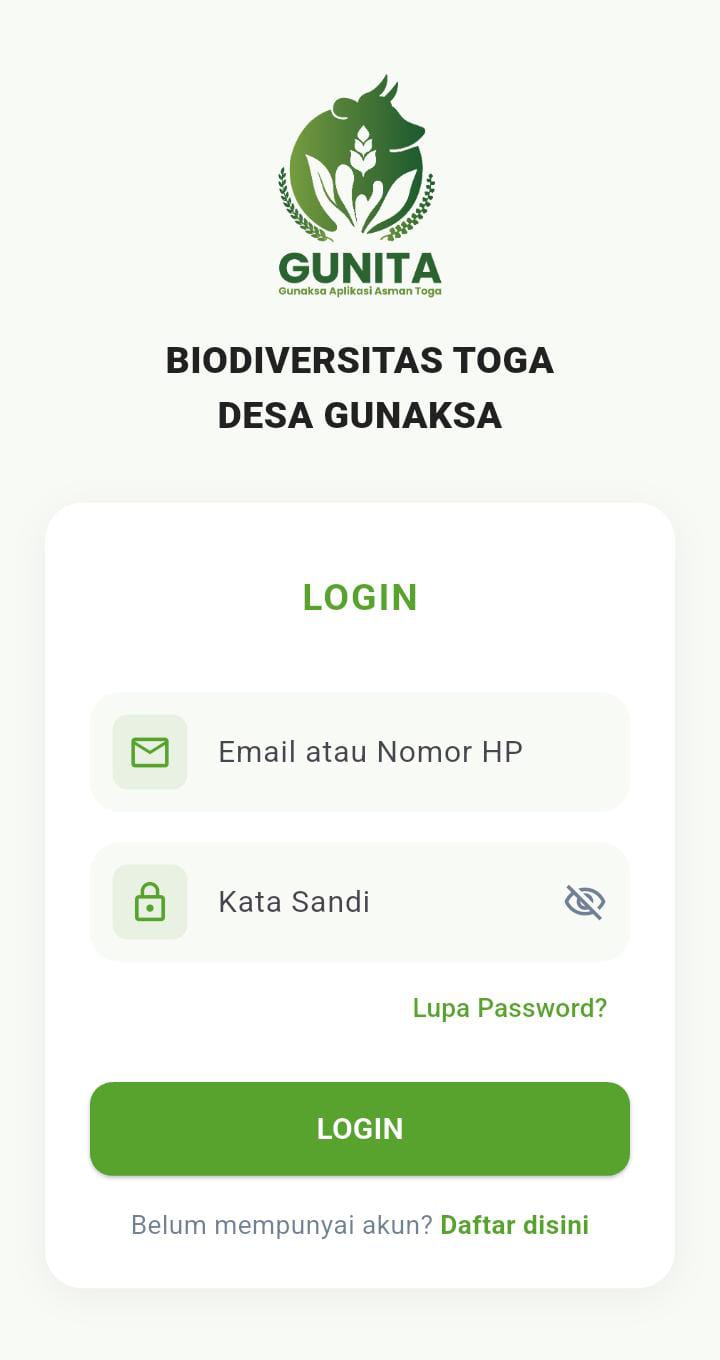 GUNITA
Gunaksa Aplikasi Asman Toga
BIODIVERSITAS TOGA
DESA GUNAKSA
LOGIN
Email atau Nomor HP
Kata Sandi
Lupa Password?
LOGIN
Belum mempunyai akun? Daftar disini